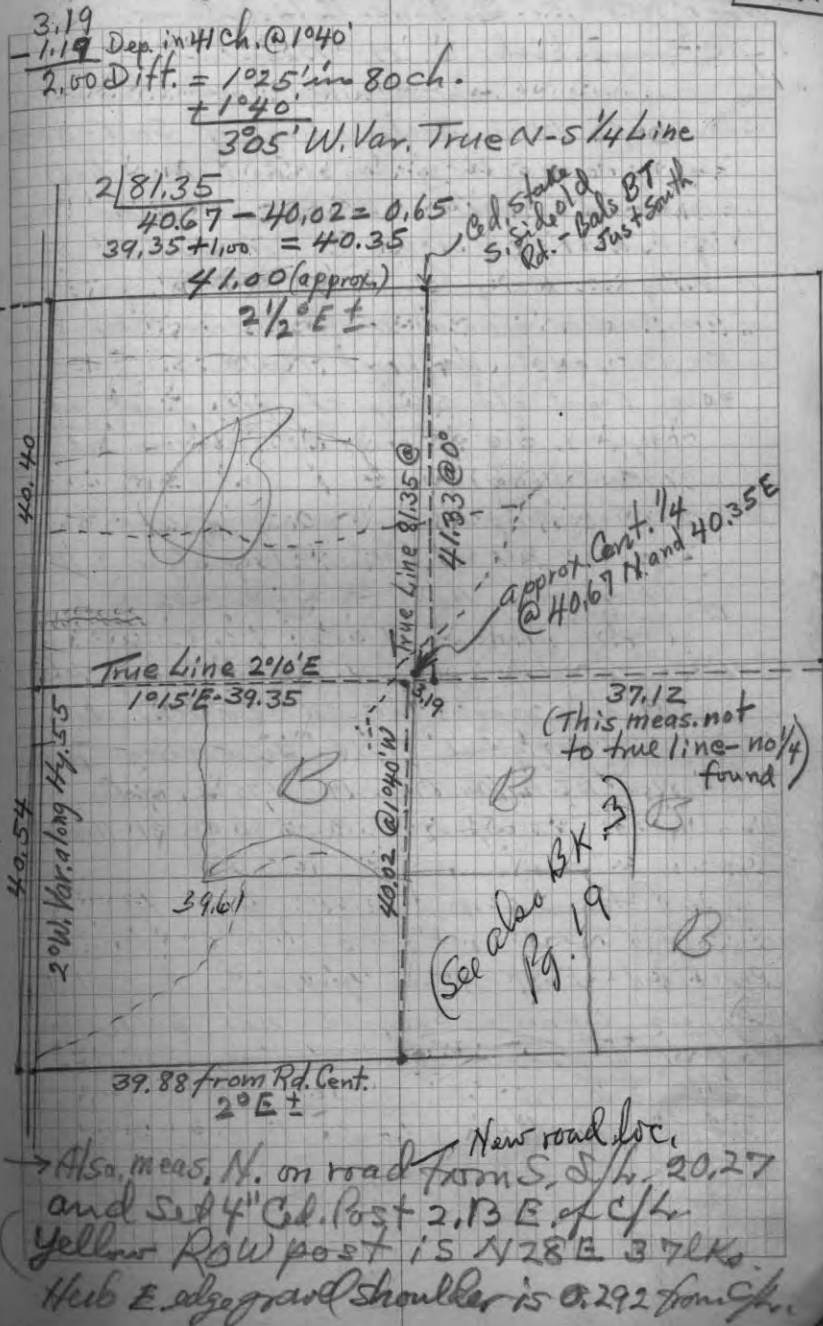 3.19
- 1.19 Dep. in 41 Ch. @ 1°40'
2.00 Diff. = 1°25' in 80 ch.
+ 1°40'
3°05' W. Var. True N-S 1/4 Line
2/81.35
40.67 - 40.02 = 0.65
39.35 + 1.00 = 40.35
41.00 (approx.)
2 1/2° E ±
Ced. Stake
S. side old
Rd. - Bals BT
Just South
40.40
True Line 81.35 @
41.33 @ 0°
approx. Cent. 1/4
@ 40.67 N. and 40.35 E
True Line 2°10' E
1°15' E - 39.35
3.19
37.12
(This meas. not
to true line - no 1/4
found)
B
B
B
B
40.54
2° W. Var. along Hy. 55
40.02 @ 1°40' W
39.61
(See also BK. 3
Pg. 19)
39.88 from Rd. Cent.
2° E ±
New road loc.
→ Also, meas. N. on road from S. S/L 20.27
and set 4" Cd. Post 2.13 E. of C/L
Yellow ROW post is N28°E 37 lks.
Hub E. edge gravel shoulder is 0.292 from C/L.